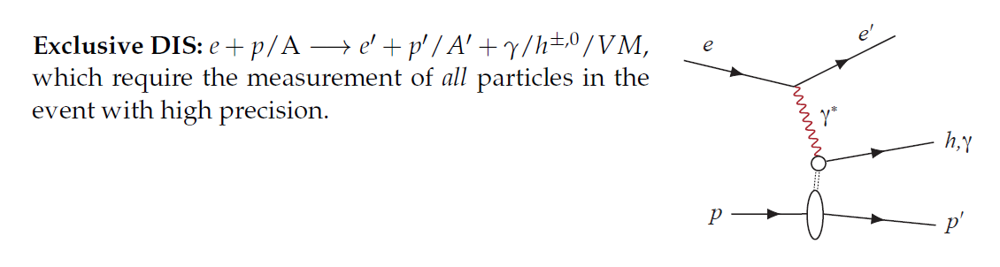 Exclusive DIS: e + p/A ⟶ e′ + p′/A′ + γ/h±,0/VM,
which require the measurement of all particles in the
event with high precision.
e
e′
γ*
h,γ
p
p′